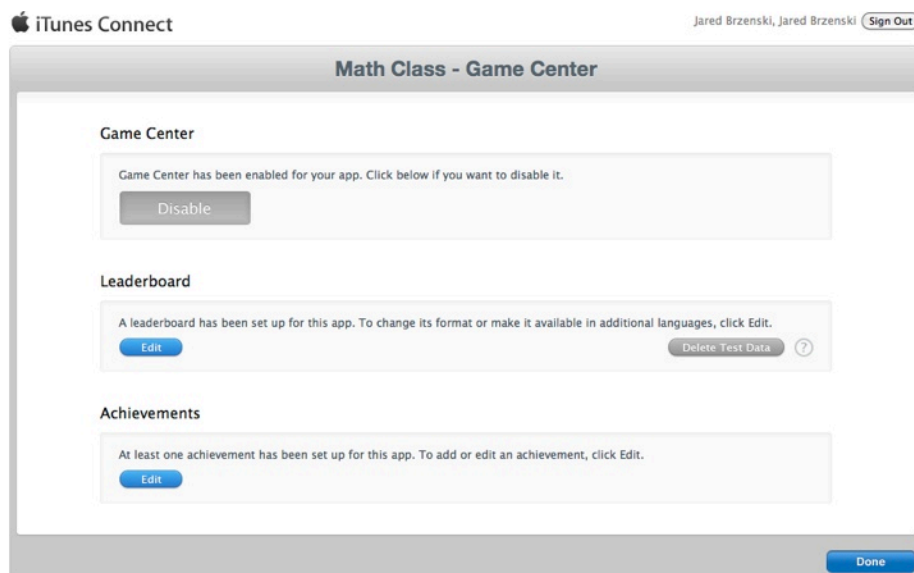 iTunes Connect
Jared Brzenski, Jared Brzenski Sign Out
Math Class - Game Center
Game Center
Game Center has been enabled for your app. Click below if you want to disable it.
Disable
Leaderboard
A leaderboard has been set up for this app. To change its format or make it available in additional languages, click Edit.
Edit
Delete Test Data ?
Achievements
At least one achievement has been set up for this app. To add or edit an achievement, click Edit.
Edit
Done